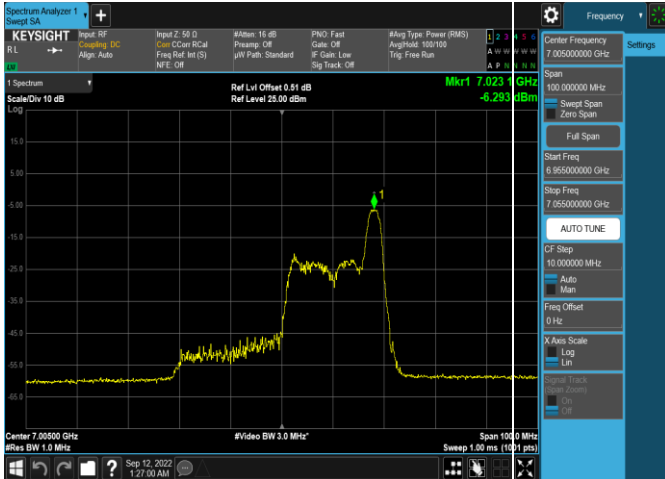 Spectrum Analyzer 1
Swept SA
+
Frequency
KEYSIGHT
RL
LV
Input: RF
Coupling: DC
Align: Auto
Input Z: 50 Ω
Corr CCorr RCal
Freq Ref: Int (S)
NFE: Off
#Atten: 16 dB
Preamp: Off
µW Path: Standard
PNO: Fast
Gate: Off
IF Gain: Low
Sig Track: Off
#Avg Type: Power (RMS)
Avg|Hold: 100/100
Trig: Free Run
1 2 3 4 5 6
A W W W W W
A P N N N N
1 Spectrum
Scale/Div 10 dB
Log
Ref Lvl Offset 0.51 dB
Ref Level 25.00 dBm
Mkr1 7.023 1 GHz
-6.293 dBm
15.0
-5.00
-15.0
-25.0
-35.0
-45.0
-55.0
-65.0
1
Center 7.00500 GHz
#Res BW 1.0 MHz
#Video BW 3.0 MHz*
Span 100.0 MHz
Sweep 1.00 ms (1001 pts)
Sep 12, 2022
1:27:00 AM
?
Center Frequency
7.005000000 GHz
Span
100.000000 MHz
Swept Span
Zero Span
Full Span
Start Freq
6.955000000 GHz
Stop Freq
7.055000000 GHz
AUTO TUNE
CF Step
10.000000 MHz
Auto
Man
Freq Offset
0 Hz
X Axis Scale
Log
Lin
Signal Track
(Span Zoom)
On
Off
Settings